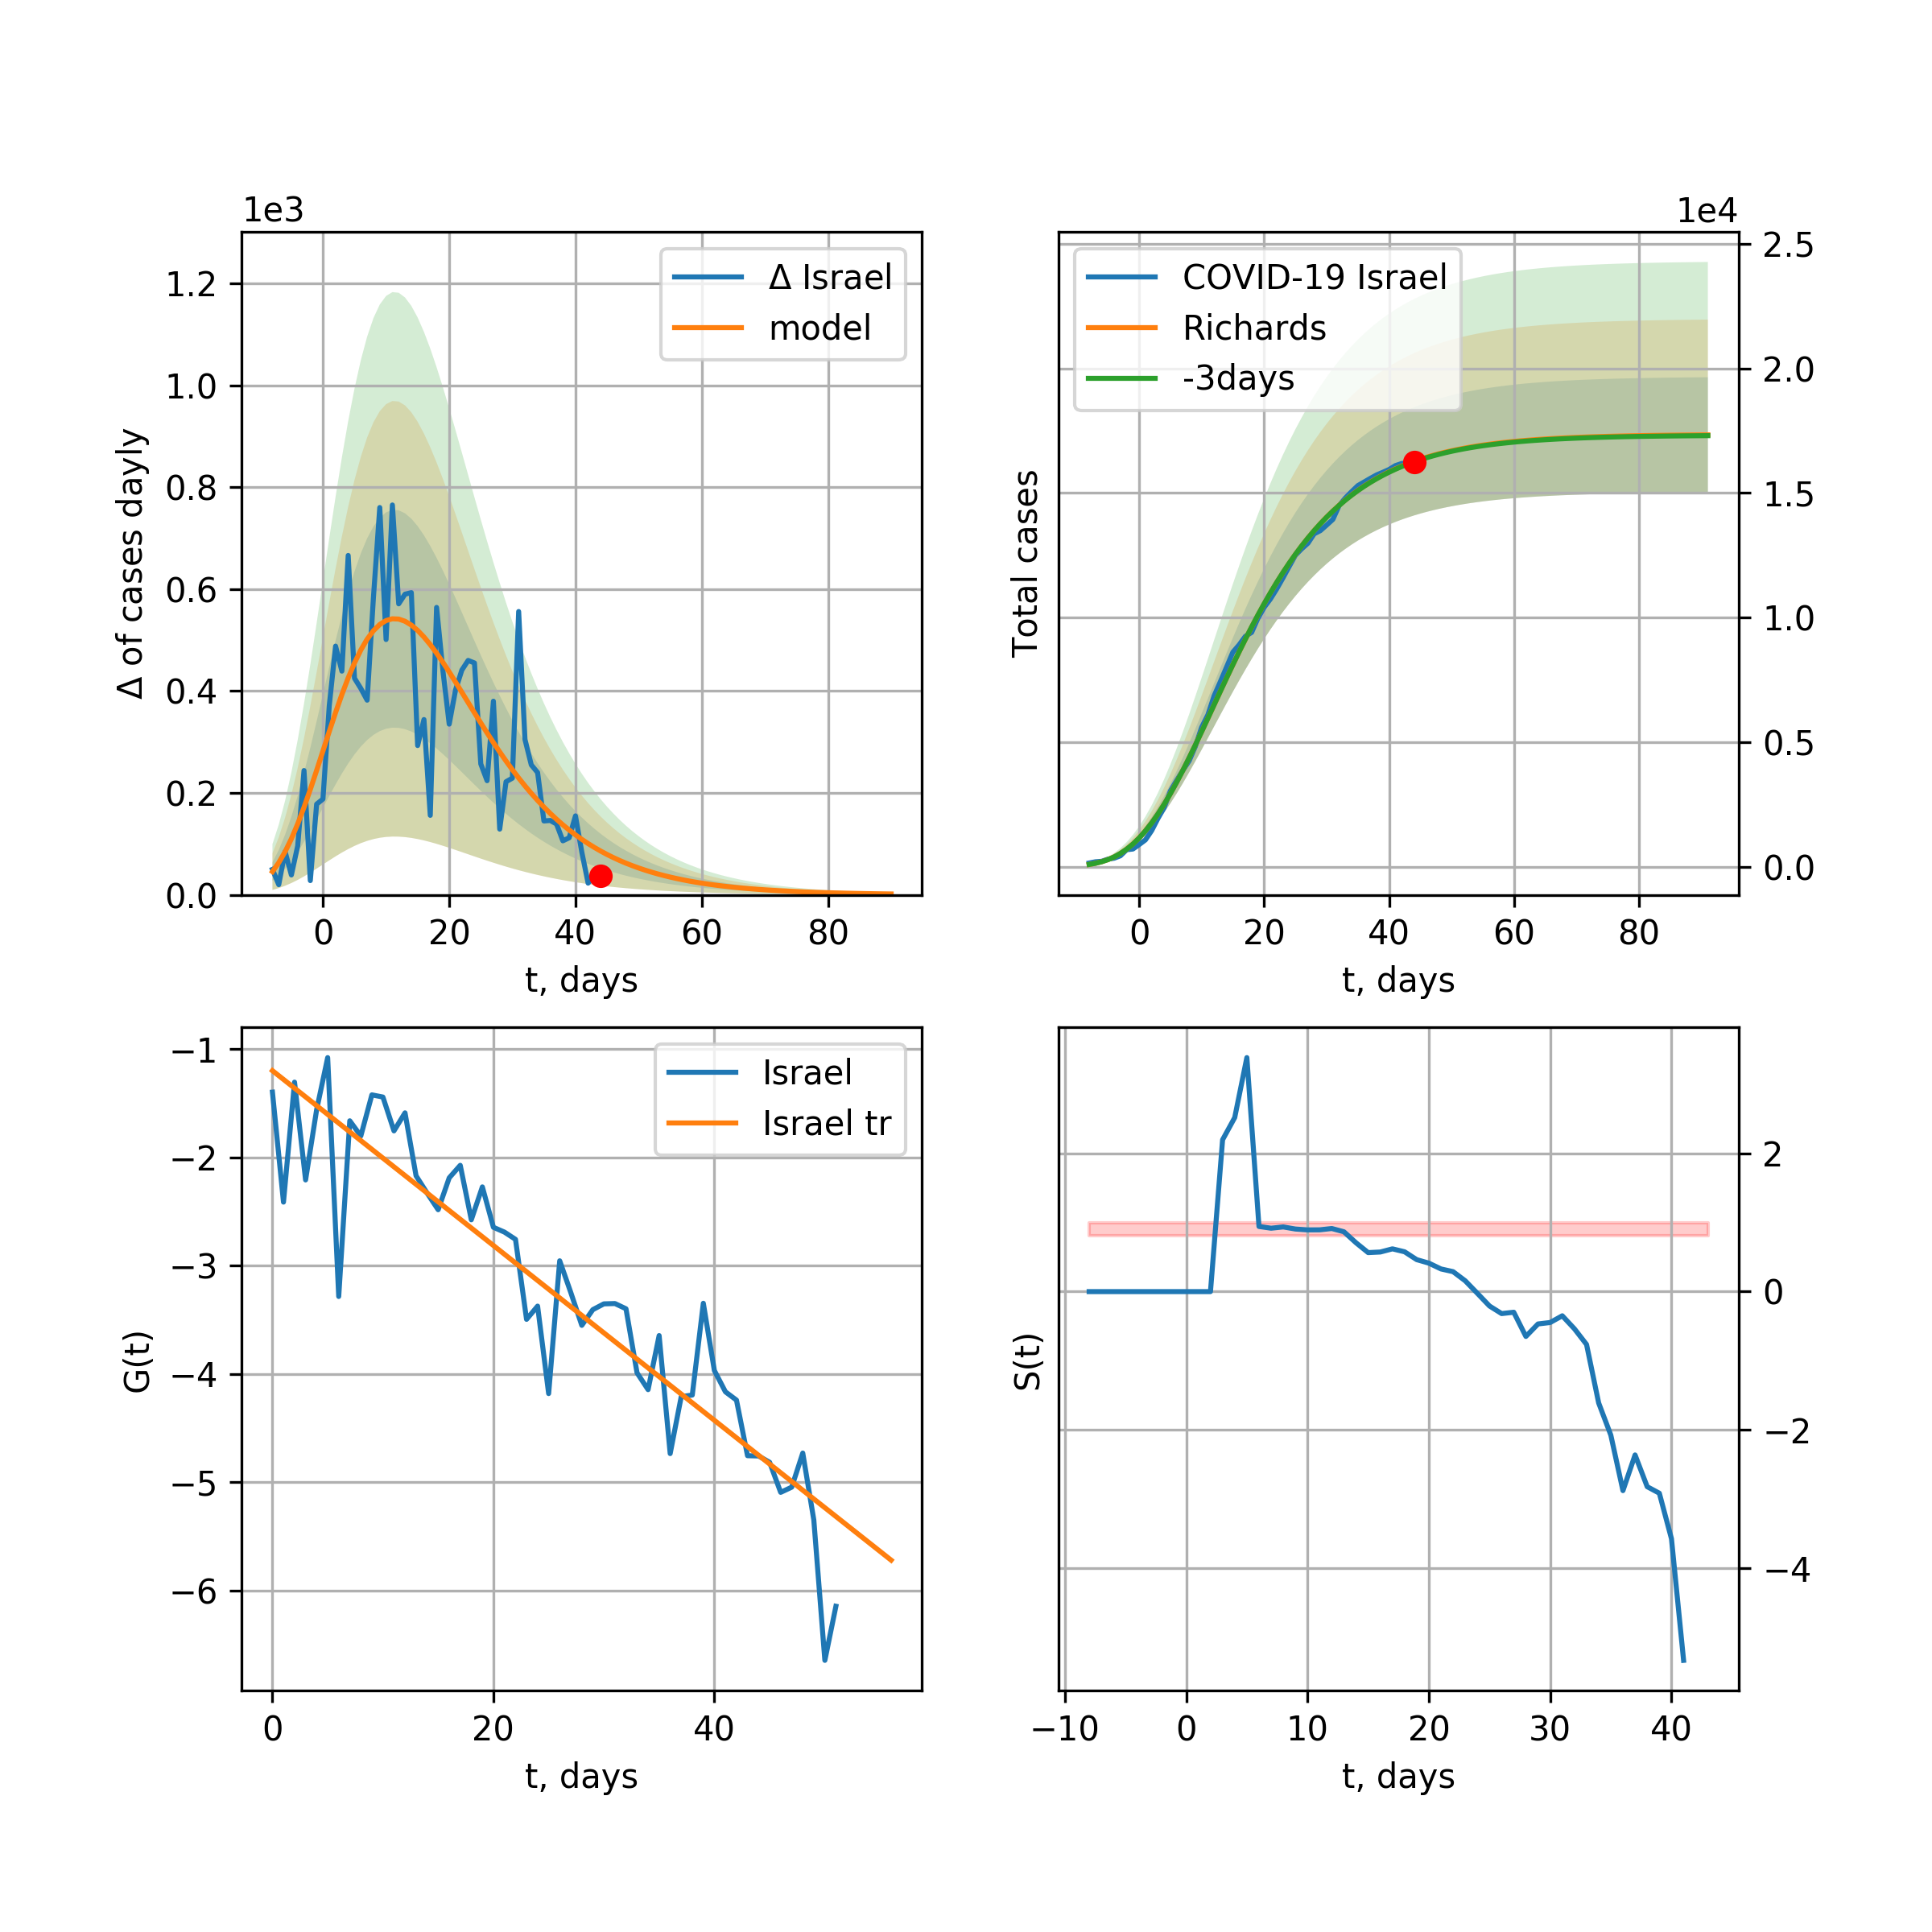 1e3
1.2
1.0
0.8
0.6
0.4
0.2
0.0
Δ of cases dayly
Δ Israel
model
0 20 40 60 80
t, days
1e4
2.5
2.0
1.5
1.0
0.5
0.0
Total cases
COVID-19 Israel
Richards
-3days
0 20 40 60 80
t, days
−1
−2
−3
−4
−5
−6
G(t)
Israel
Israel tr
0 20 40
t, days
S(t)
2
0
−2
−4
−10 0 10 20 30 40
t, days